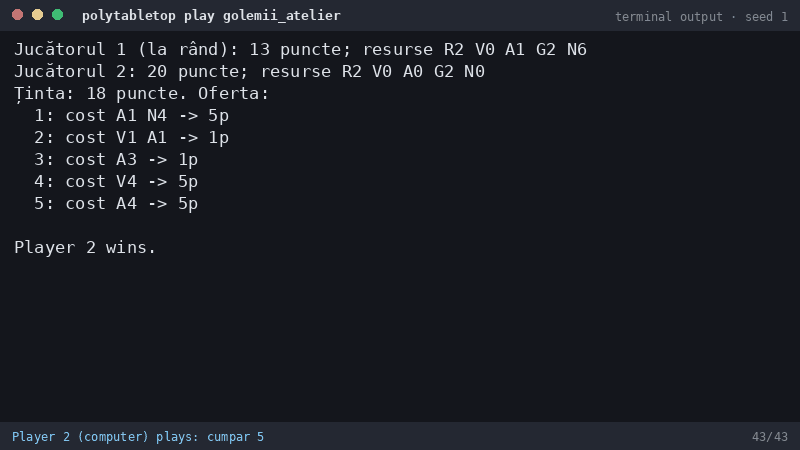 polytabletop play golemii_atelier
terminal output · seed 1
Jucătorul 1 (la rând): 13 puncte; resurse R2 V0 A1 G2 N6
Jucătorul 2: 20 puncte; resurse R2 V0 A0 G2 N0
Ținta: 18 puncte. Oferta:
1: cost A1 N4 -> 5p
2: cost V1 A1 -> 1p
3: cost A3 -> 1p
4: cost V4 -> 5p
5: cost A4 -> 5p
Player 2 wins.
Player 2 (computer) plays: cumpar 5
43/43